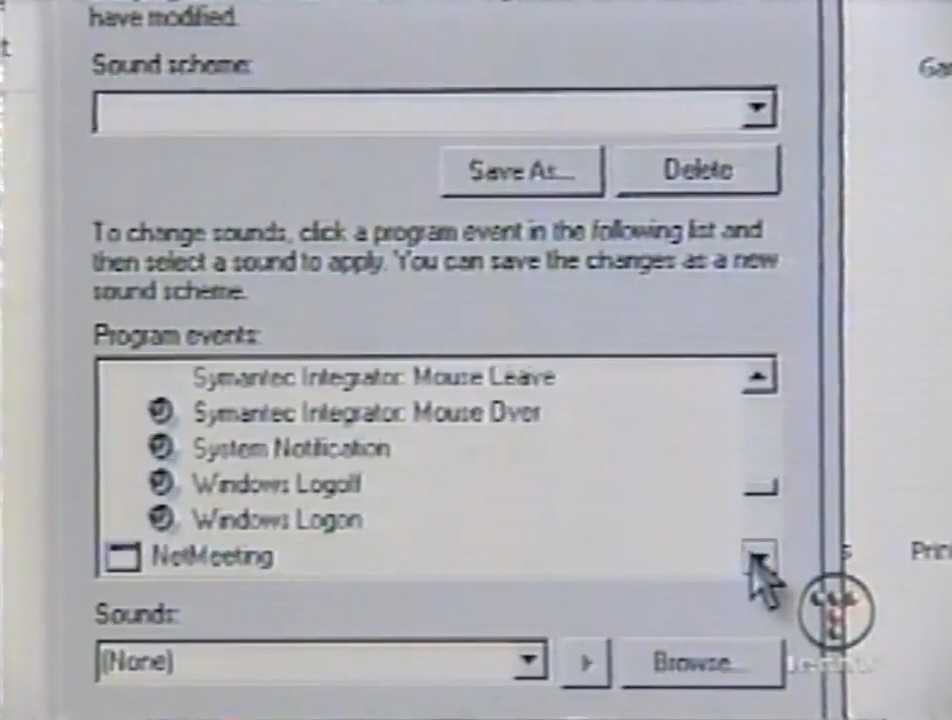 have modified.
Sound scheme:
Save As...
Delete
To change sounds, click a program event in the following list and
then select a sound to apply. You can save the changes as a new
sound scheme.
Program events:
Symantec Integrator: Mouse Leave
Symantec Integrator: Mouse Over
System Notification
Windows Logoff
Windows Logon
NetMeeting
Sounds:
(None)
Browse...